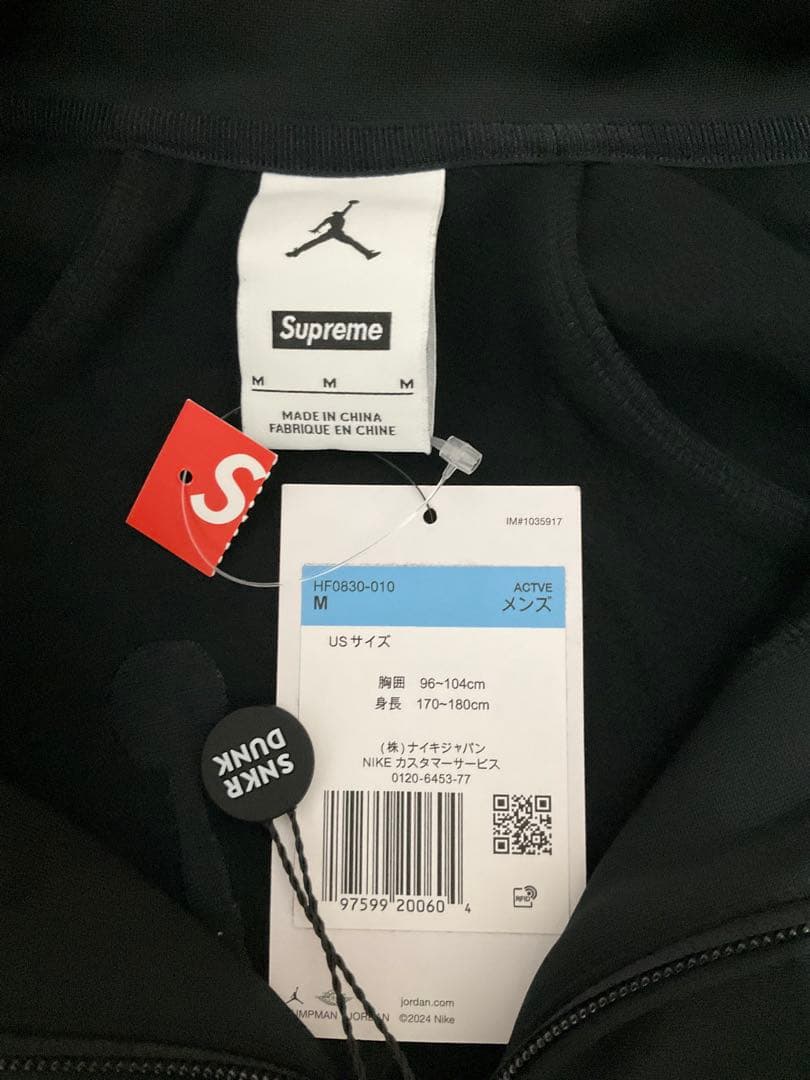 Supreme
M M M
MADE IN CHINA
FABRIQUE EN CHINE
S
IM#1035917
HF0830-010
ACTVE
M
メンズ
USサイズ
胸囲 96~104cm
身長 170~180cm
(株)ナイキジャパン
NIKE カスタマーサービス
0120-6453-77
SNKR
DUNK
97599 20060 4
RFID
jordan.com
JUMPMAN JORDAN ©2024 Nike